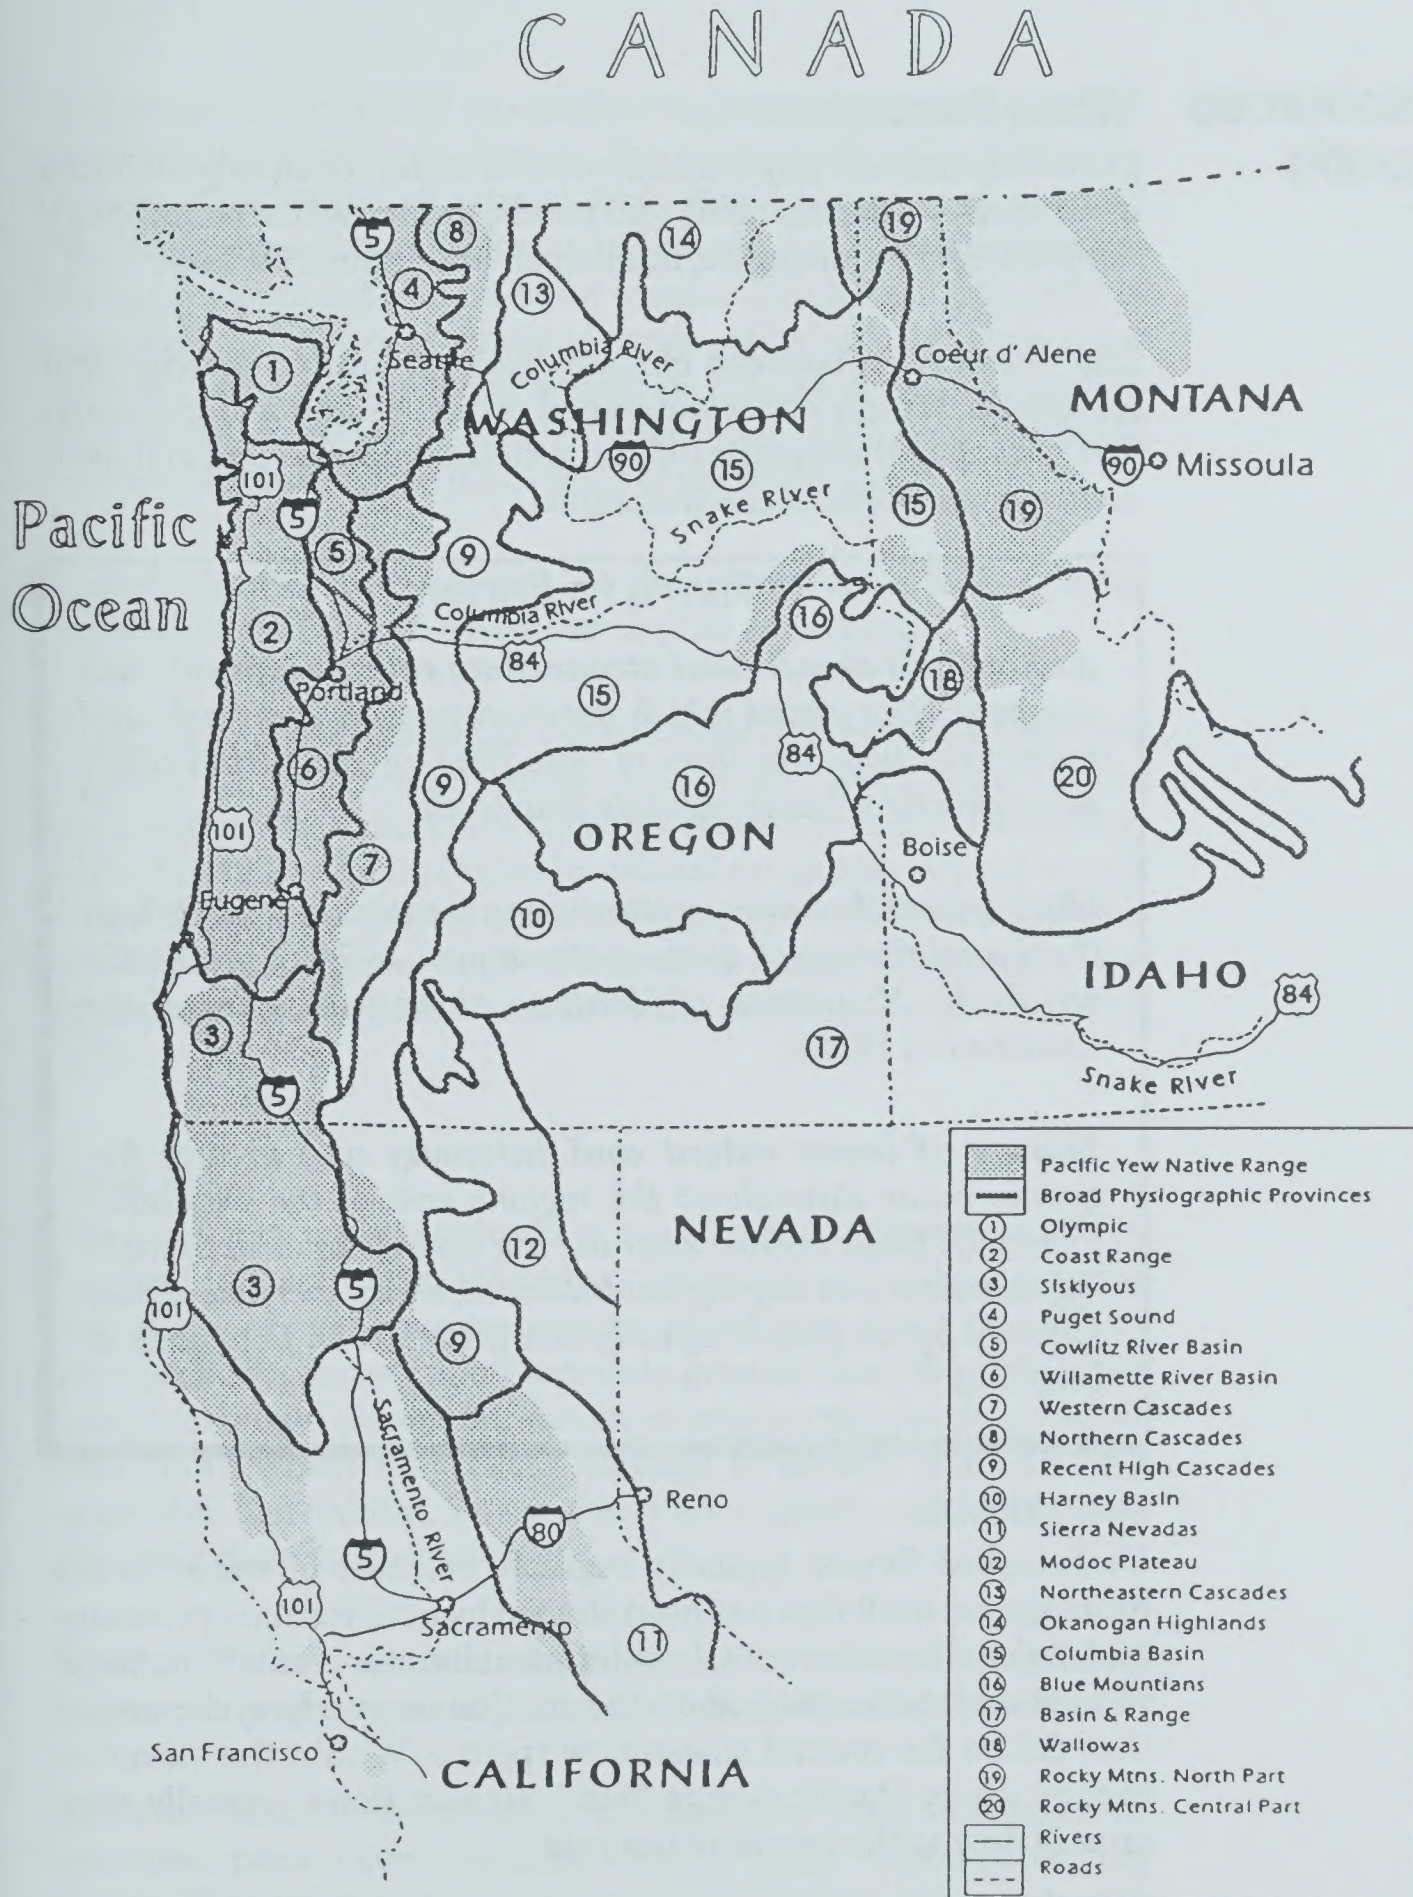 CANADA
5
8
14
19
4
13
Seattle
Columbia River
Coeur d' Alene
1
WASHINGTON
MONTANA
101
90
15
90
Missoula
Pacific
Ocean
5
Snake River
15
19
5
9
2
Columbia River
16
84
Portland
15
18
6
9
84
16
20
101
OREGON
7
Boise
Eugene
10
IDAHO
84
3
17
5
Snake River
NEVADA
12
3
5
101
9
Sacramento River
Reno
80
5
101
Sacramento
11
San Francisco
CALIFORNIA
Pacific Yew Native Range
Broad Physiographic Provinces
1 Olympic
2 Coast Range
3 Siskiyous
4 Puget Sound
5 Cowlitz River Basin
6 Willamette River Basin
7 Western Cascades
8 Northern Cascades
9 Recent High Cascades
10 Harney Basin
11 Sierra Nevadas
12 Modoc Plateau
13 Northeastern Cascades
14 Okanogan Highlands
15 Columbia Basin
16 Blue Mountians
17 Basin & Range
18 Wallowas
19 Rocky Mtns. North Part
20 Rocky Mtns. Central Part
Rivers
Roads